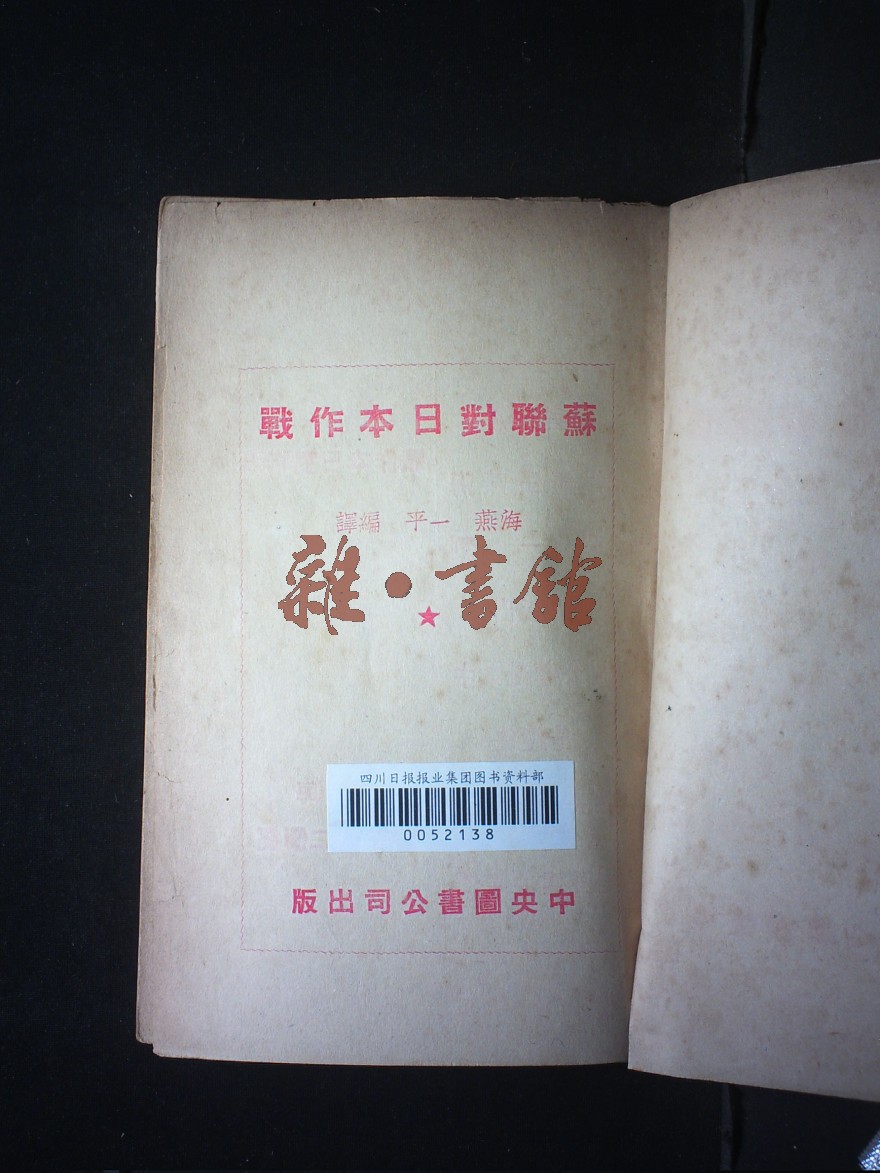 蘇聯對日本作戰
海燕 一平 編譯
雜·書館
四川日报报业集团图书资料部
0052138
中央圖書公司出版